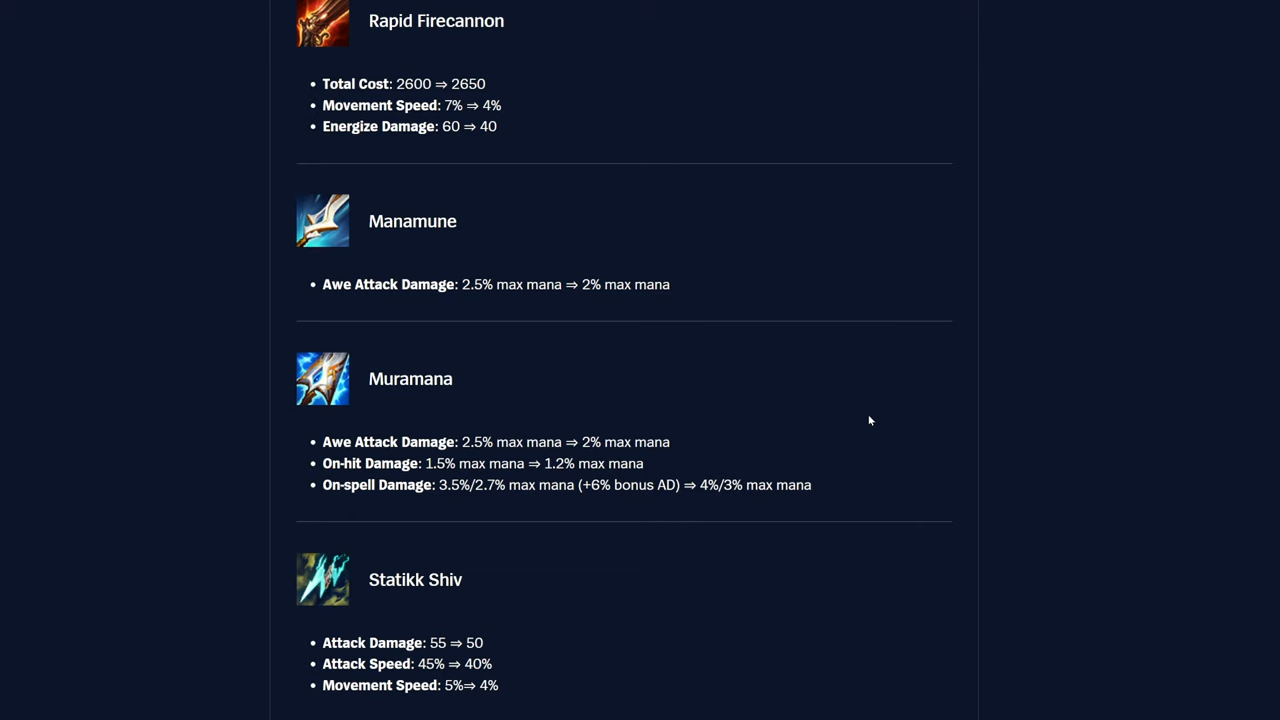 Rapid Firecannon
• Total Cost: 2600 ⇒ 2650
• Movement Speed: 7% ⇒ 4%
• Energize Damage: 60 ⇒ 40
Manamune
• Awe Attack Damage: 2.5% max mana ⇒ 2% max mana
Muramana
• Awe Attack Damage: 2.5% max mana ⇒ 2% max mana
• On-hit Damage: 1.5% max mana ⇒ 1.2% max mana
• On-spell Damage: 3.5%/2.7% max mana (+6% bonus AD) ⇒ 4%/3% max mana
Statikk Shiv
• Attack Damage: 55 ⇒ 50
• Attack Speed: 45% ⇒ 40%
• Movement Speed: 5%⇒ 4%